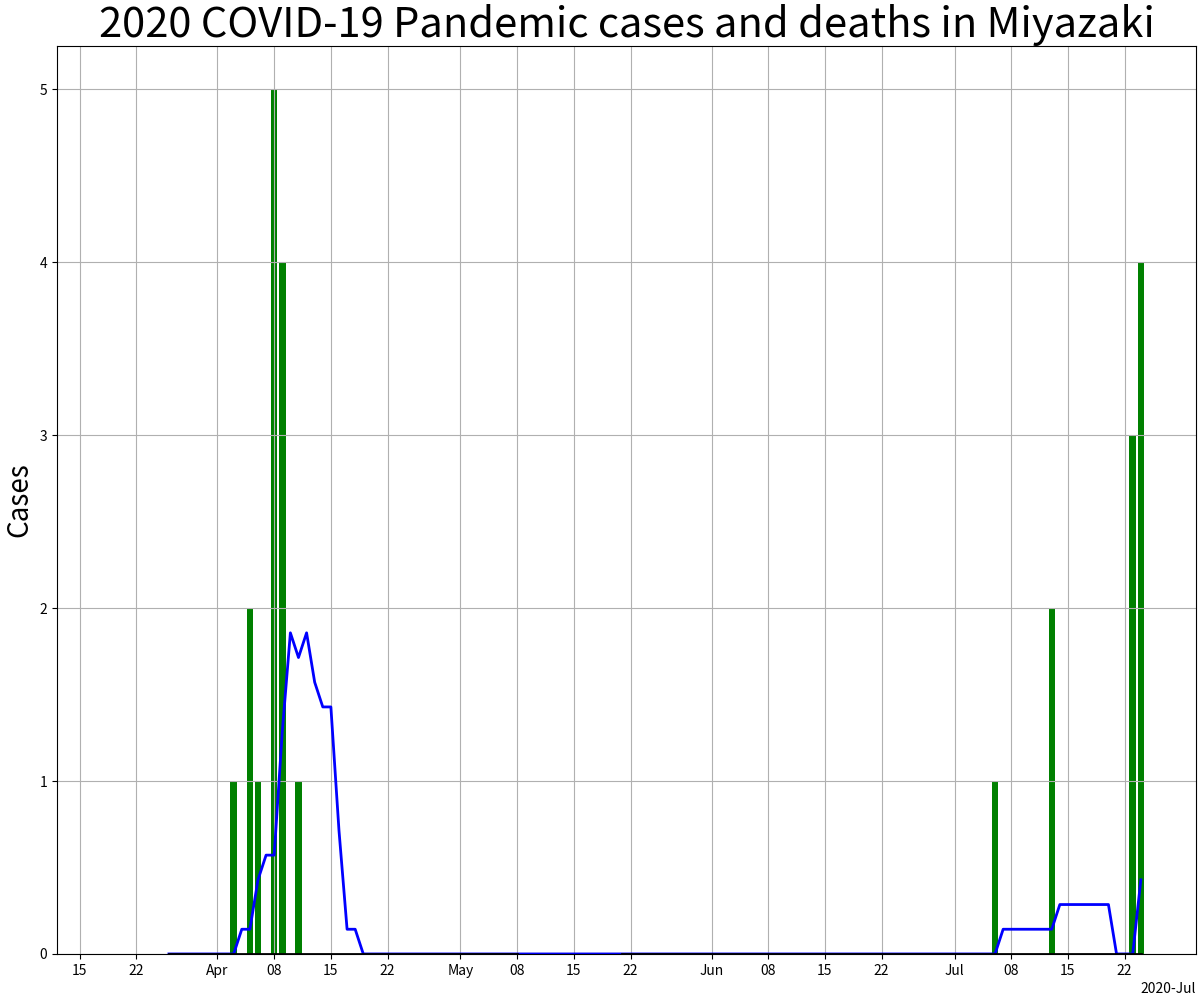 2020 COVID-19 Pandemic cases and deaths in Miyazaki
5
4
3
2
1
0
Cases
15 22 Apr 08 15 22 May 08 15 22 Jun 08 15 22 Jul 08 15 22
2020-Jul